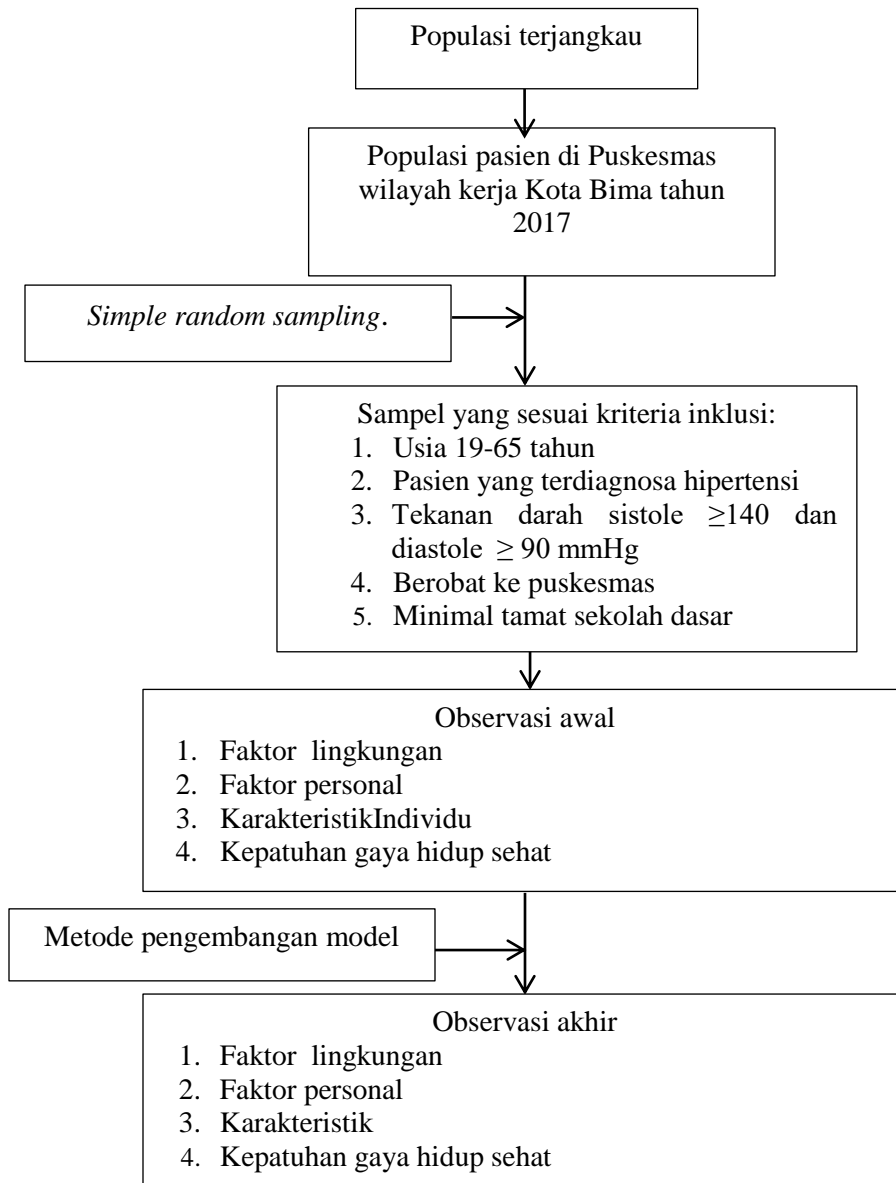 Populasi terjangkau
Populasi pasien di Puskesmas
wilayah kerja Kota Bima tahun
2017
Simple random sampling.
Sampel yang sesuai kriteria inklusi:
1. Usia 19-65 tahun
2. Pasien yang terdiagnosa hipertensi
3. Tekanan darah sistole ≥140 dan
diastole ≥ 90 mmHg
4. Berobat ke puskesmas
5. Minimal tamat sekolah dasar
Observasi awal
1. Faktor lingkungan
2. Faktor personal
3. KarakteristikIndividu
4. Kepatuhan gaya hidup sehat
Metode pengembangan model
Observasi akhir
1. Faktor lingkungan
2. Faktor personal
3. Karakteristik
4. Kepatuhan gaya hidup sehat